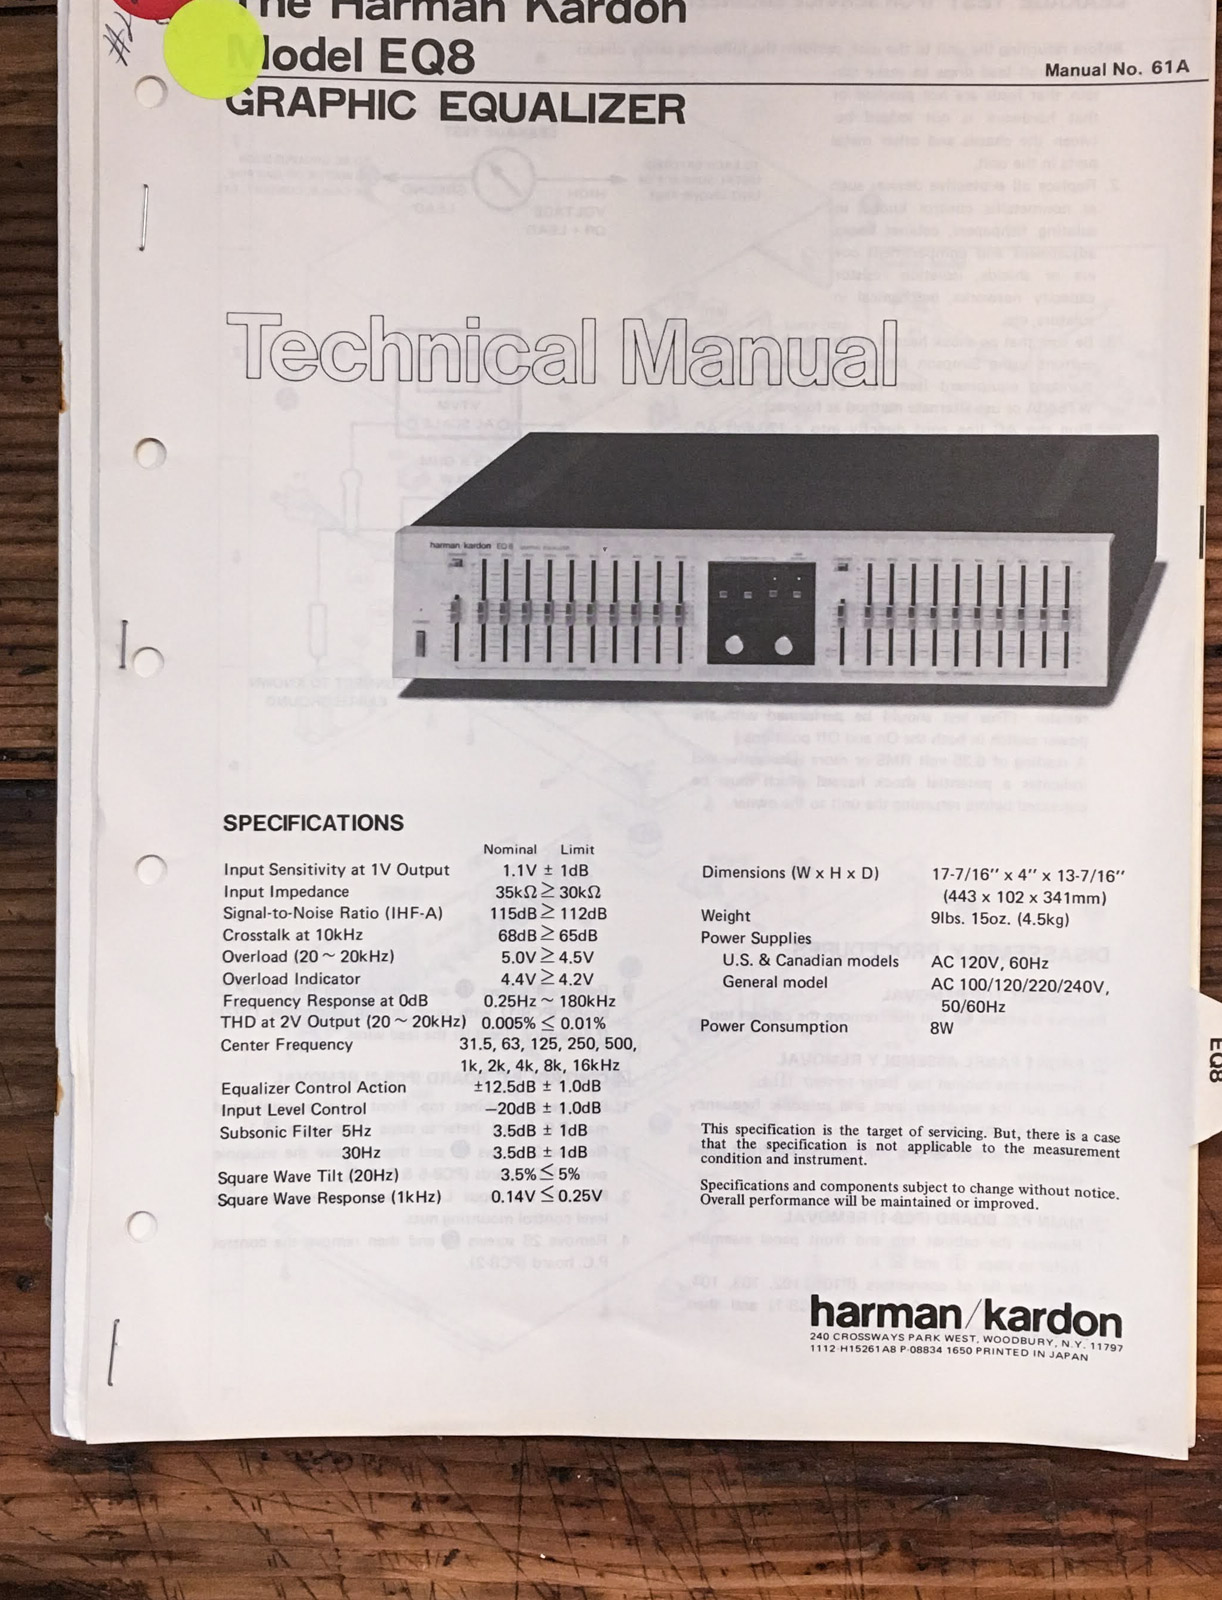 The Harman Kardon
Model EQ8
Manual No. 61A
GRAPHIC EQUALIZER
Technical Manual
harman/kardon EQ8
SPECIFICATIONS
Nominal Limit
Input Sensitivity at 1V Output 1.1V ± 1dB
Input Impedance 35kΩ ≥ 30kΩ
Signal-to-Noise Ratio (IHF-A) 115dB ≥ 112dB
Crosstalk at 10kHz 68dB ≥ 65dB
Overload (20 ~ 20kHz) 5.0V ≥ 4.5V
Overload Indicator 4.4V ≥ 4.2V
Frequency Response at 0dB 0.25Hz ~ 180kHz
THD at 2V Output (20 ~ 20kHz) 0.005% ≤ 0.01%
Center Frequency 31.5, 63, 125, 250, 500,
1k, 2k, 4k, 8k, 16kHz
Equalizer Control Action ±12.5dB ± 1.0dB
Input Level Control −20dB ± 1.0dB
Subsonic Filter 5Hz 3.5dB ± 1dB
30Hz 3.5dB ± 1dB
Square Wave Tilt (20Hz) 3.5% ≤ 5%
Square Wave Response (1kHz) 0.14V ≤ 0.25V
Dimensions (W x H x D) 17-7/16" x 4" x 13-7/16"
(443 x 102 x 341mm)
Weight 9lbs. 15oz. (4.5kg)
Power Supplies
U.S. & Canadian models AC 120V, 60Hz
General model AC 100/120/220/240V,
50/60Hz
Power Consumption 8W
This specification is the target of servicing. But, there is a case
that the specification is not applicable to the measurement
condition and instrument.
Specifications and components subject to change without notice.
Overall performance will be maintained or improved.
harman/kardon
240 CROSSWAYS PARK WEST, WOODBURY, N.Y. 11797
1112-H15261A8 P-08834 1650 PRINTED IN JAPAN
EQ8